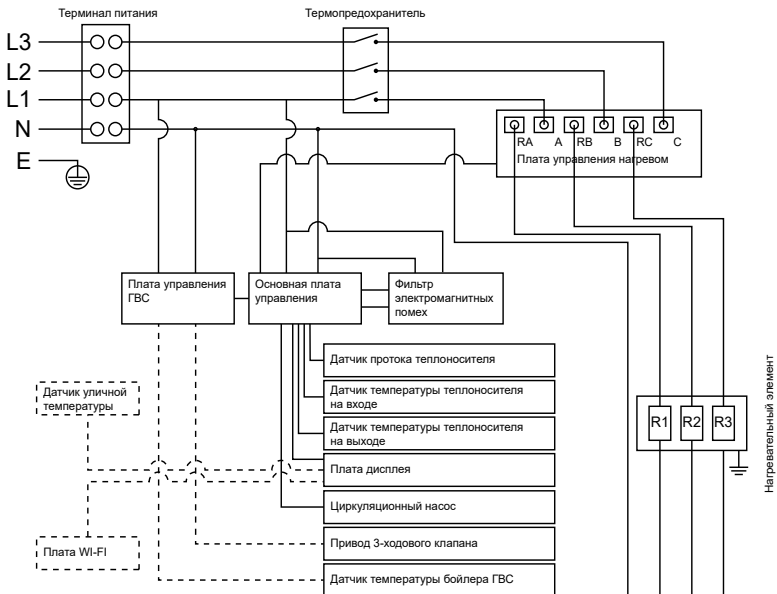 Терминал питания
Термопредохранитель
L3
L2
L1
N
E
RA A RB B RC C
Плата управления нагревом
Плата управления
ГВС
Основная плата
управления
Фильтр
электромагнитных
помех
Датчик протока теплоносителя
Датчик температуры теплоносителя
на входе
Датчик температуры теплоносителя
на выходе
Плата дисплея
Циркуляционный насос
Привод 3-ходового клапана
Датчик температуры бойлера ГВС
Датчик уличной
температуры
Плата WI-FI
R1 R2 R3
Нагревательный элемент